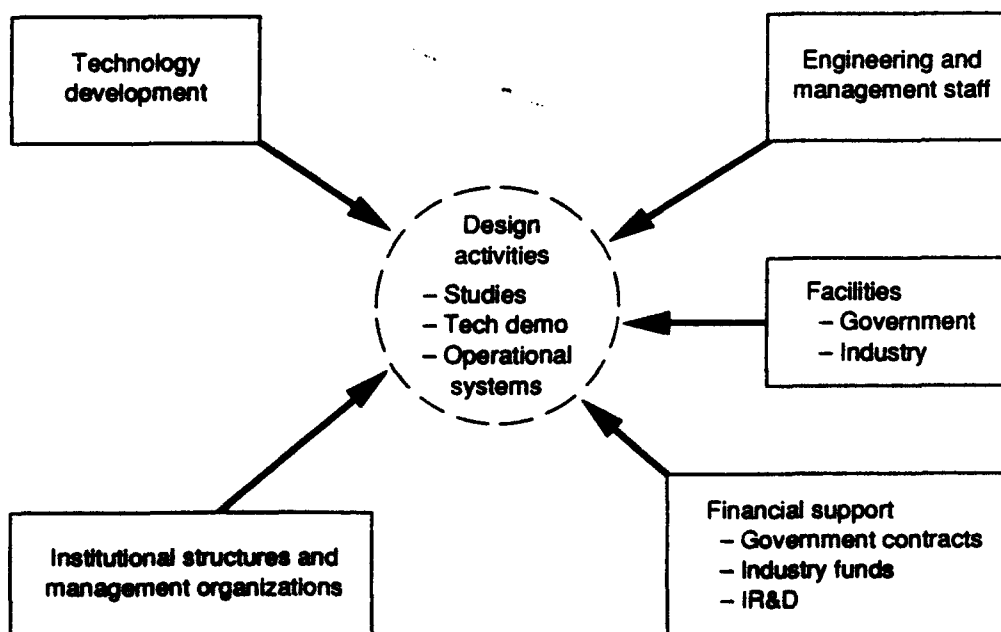 Technology
development
Engineering and
management staff
Design
activities
– Studies
– Tech demo
– Operational
systems
Facilities
– Government
– Industry
Institutional structures and
management organizations
Financial support
– Government contracts
– Industry funds
– IR&D